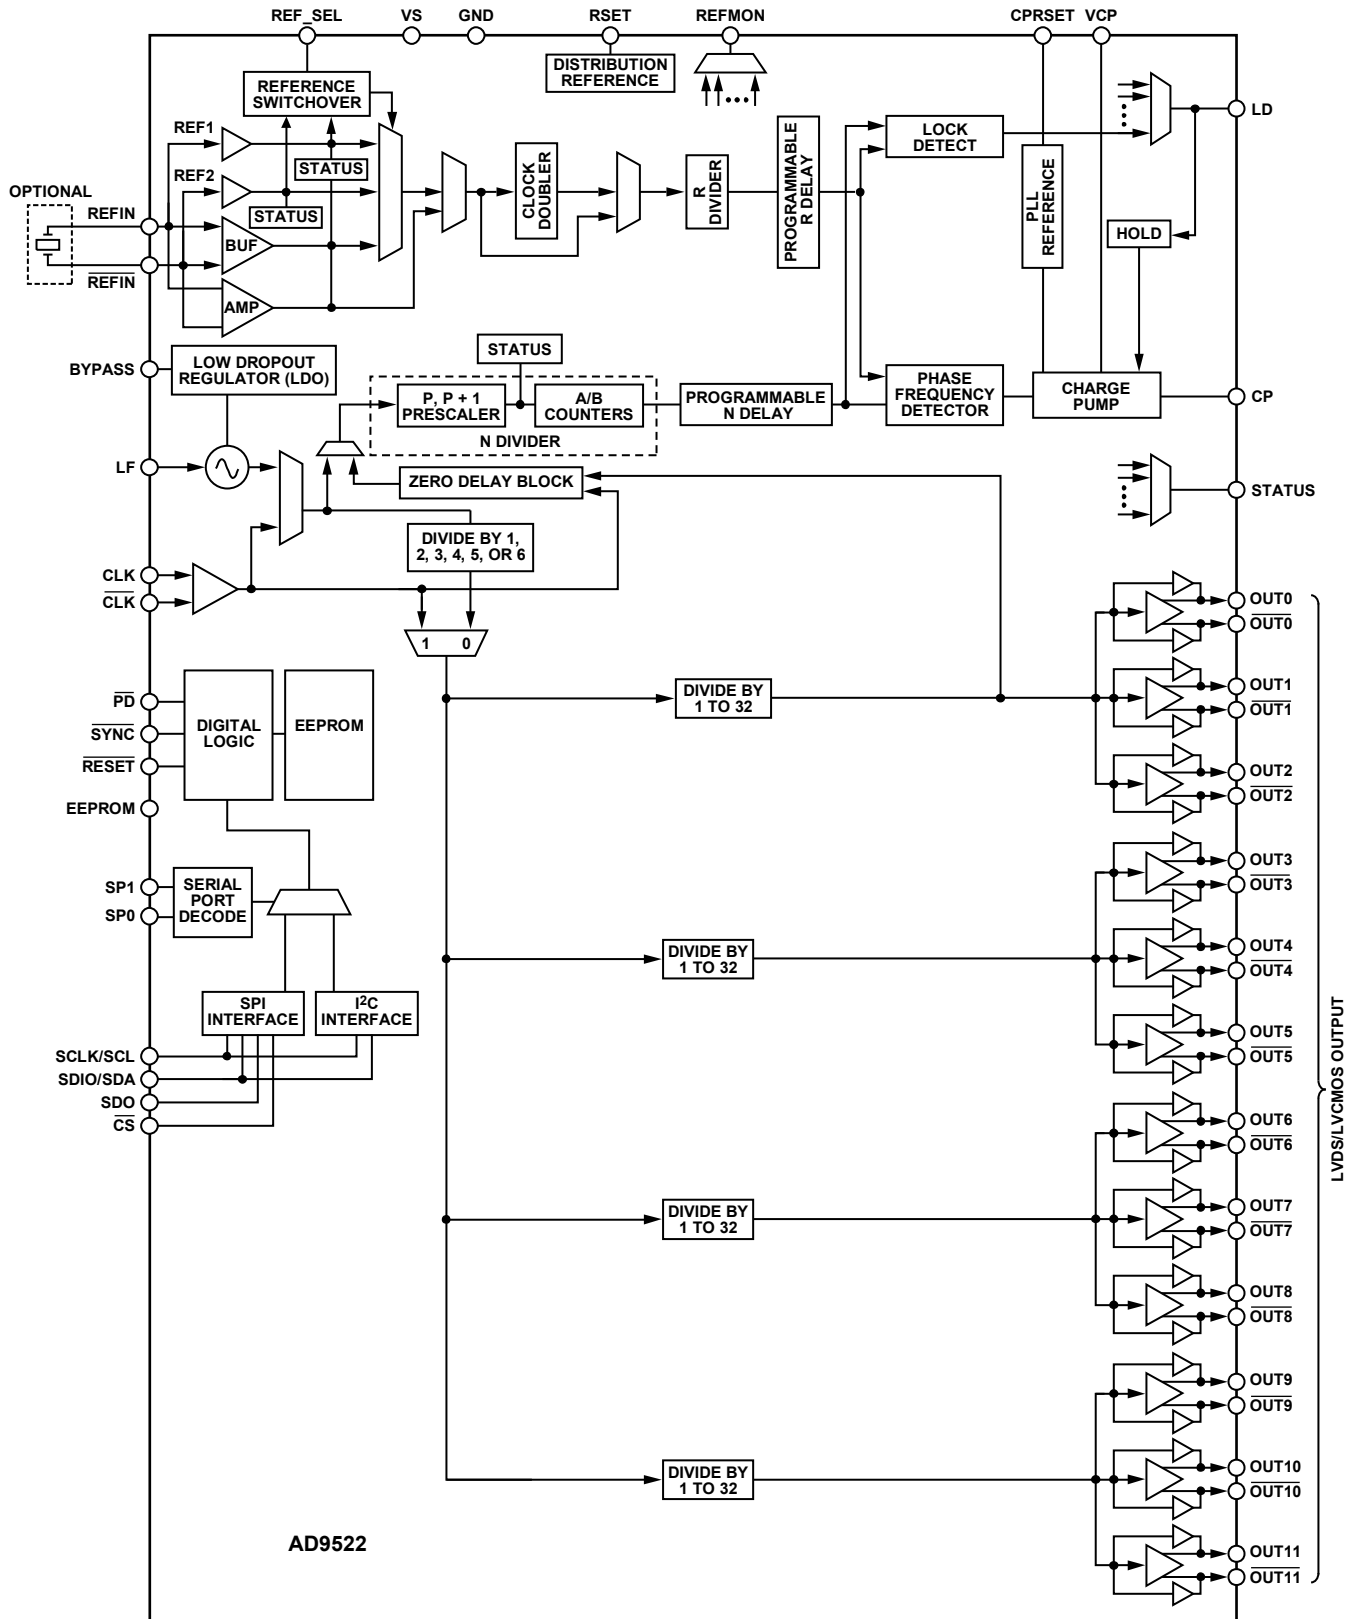 REF_SEL
VS
GND
RSET
REFMON
CPRSET
VCP
REFERENCE
SWITCHOVER
DISTRIBUTION
REFERENCE
LD
REF1
REF2
STATUS
STATUS
CLOCK
DOUBLER
R
DIVIDER
PROGRAMMABLE
R DELAY
LOCK
DETECT
PLL
REFERENCE
HOLD
OPTIONAL
REFIN
REFIN
BUF
AMP
BYPASS
LOW DROPOUT
REGULATOR (LDO)
STATUS
P, P + 1
PRESCALER
A/B
COUNTERS
N DIVIDER
PROGRAMMABLE
N DELAY
PHASE
FREQUENCY
DETECTOR
CHARGE
PUMP
CP
LF
ZERO DELAY BLOCK
STATUS
DIVIDE BY 1,
2, 3, 4, 5, OR 6
CLK
CLK
1 0
OUT0
OUT0
DIVIDE BY
1 TO 32
OUT1
OUT1
OUT2
OUT2
PD
SYNC
RESET
EEPROM
DIGITAL
LOGIC
EEPROM
SP1
SP0
SERIAL
PORT
DECODE
OUT3
OUT3
DIVIDE BY
1 TO 32
OUT4
OUT4
OUT5
OUT5
SPI
INTERFACE
I²C
INTERFACE
SCLK/SCL
SDIO/SDA
SDO
CS
LVDS/LVCMOS OUTPUT
OUT6
OUT6
DIVIDE BY
1 TO 32
OUT7
OUT7
OUT8
OUT8
OUT9
OUT9
DIVIDE BY
1 TO 32
OUT10
OUT10
OUT11
OUT11
AD9522